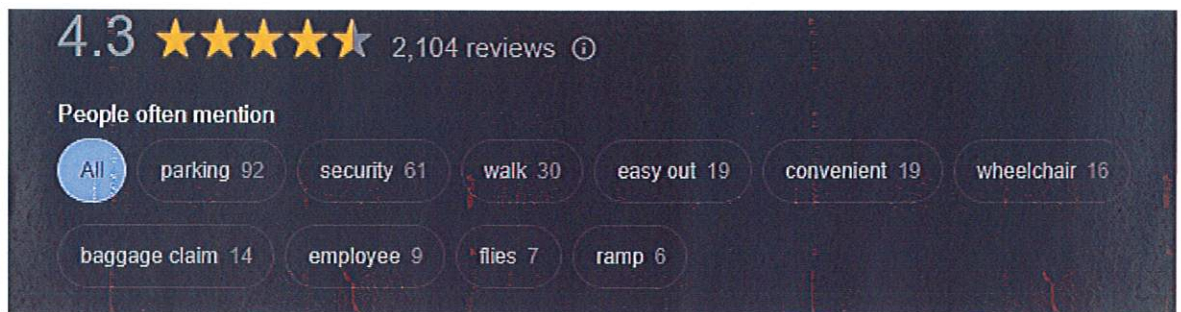 4.3 2,104 reviews
People often mention
All parking 92 security 61 walk 30 easy out 19 convenient 19 wheelchair 16
baggage claim 14 employee 9 flies 7 ramp 6